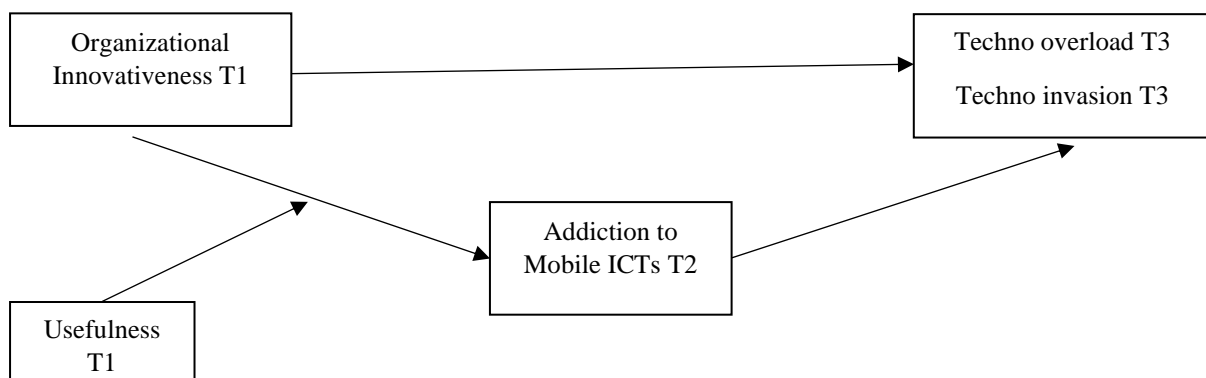 Organizational
Innovativeness T1
Techno overload T3
Techno invasion T3
Addiction to
Mobile ICTs T2
Usefulness
T1